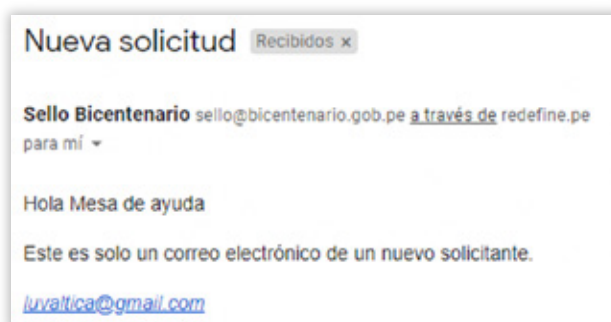 Nueva solicitud Recibidos x
Sello Bicentenario sello@bicentenario.gob.pe a través de redefine.pe
para mí
Hola Mesa de ayuda
Este es solo un correo electrónico de un nuevo solicitante.
luvaltica@gmail.com